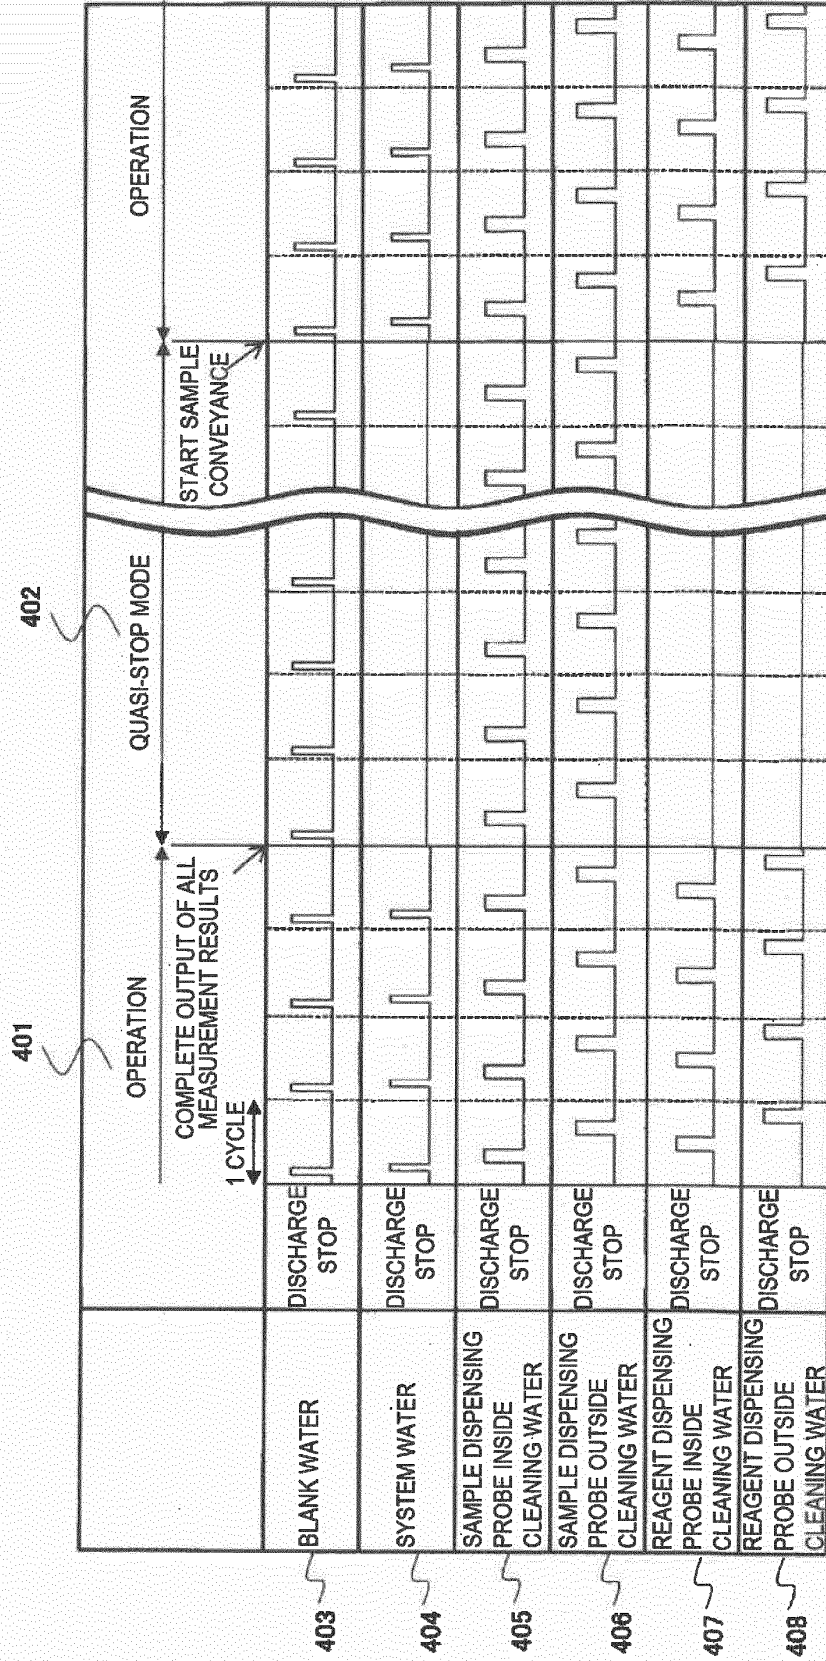 401
402
OPERATION
QUASI-STOP MODE
OPERATION
COMPLETE OUTPUT OF ALL
MEASUREMENT RESULTS
START SAMPLE
CONVEYANCE
1 CYCLE
403
BLANK WATER
DISCHARGE
STOP
404
SYSTEM WATER
DISCHARGE
STOP
405
SAMPLE DISPENSING
PROBE INSIDE
CLEANING WATER
DISCHARGE
STOP
406
SAMPLE DISPENSING
PROBE OUTSIDE
CLEANING WATER
DISCHARGE
STOP
407
REAGENT DISPENSING
PROBE INSIDE
CLEANING WATER
DISCHARGE
STOP
408
REAGENT DISPENSING
PROBE OUTSIDE
CLEANING WATER
DISCHARGE
STOP